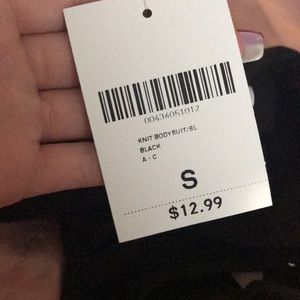 00434051012
KNIT BODYSUIT/SL
BLACK
A - C
S
$12.99